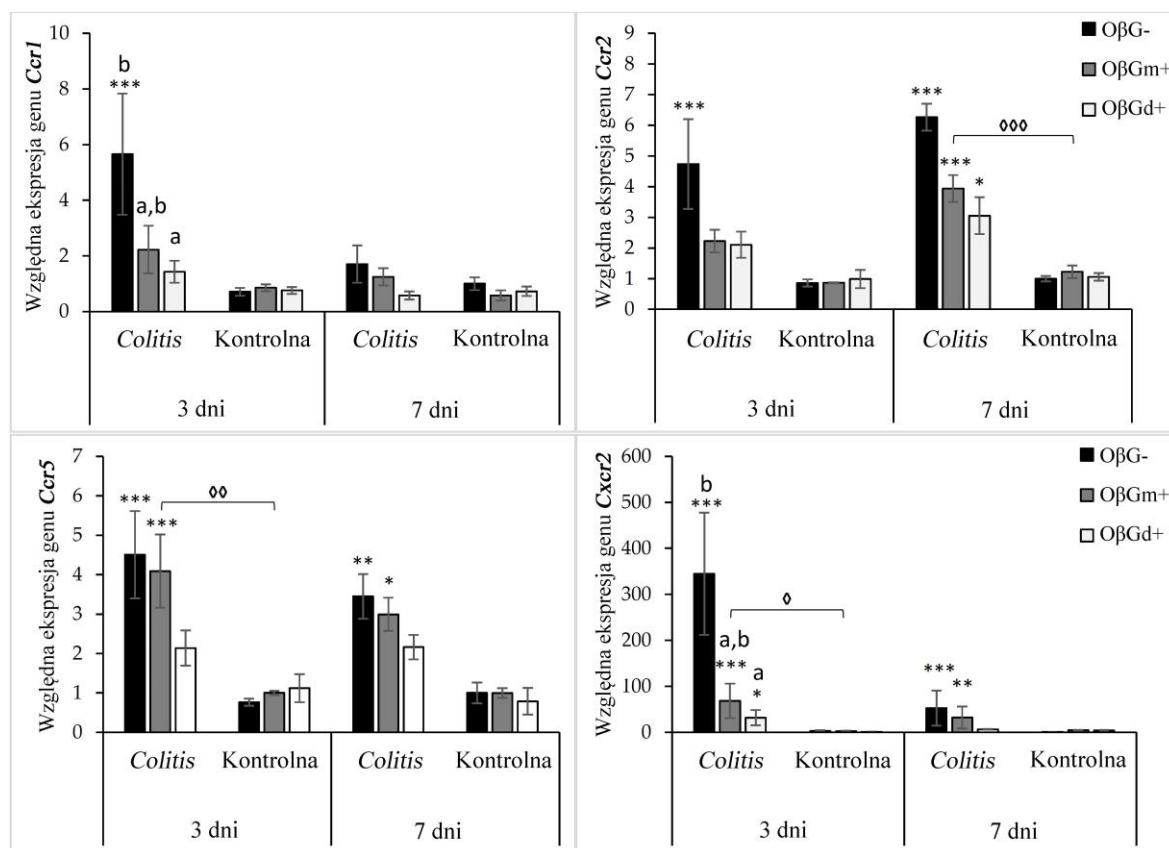 Względna ekspresja genu Ccr1
10
8
6
4
2
0
b
***
a,b
a
Colitis Kontrolna Colitis Kontrolna
3 dni 7 dni
Względna ekspresja genu Ccr2
9
8
7
6
5
4
3
2
1
0
***
***
***
*
◊◊◊
OβG-
OβGm+
OβGd+
Colitis Kontrolna Colitis Kontrolna
3 dni 7 dni
Względna ekspresja genu Ccr5
7
6
5
4
3
2
1
0
***
***
◊◊
**
*
Colitis Kontrolna Colitis Kontrolna
3 dni 7 dni
Względna ekspresja genu Cxcr2
600
500
400
300
200
100
0
b
***
a,b
***
a
*
◊
***
**
OβG-
OβGm+
OβGd+
Colitis Kontrolna Colitis Kontrolna
3 dni 7 dni